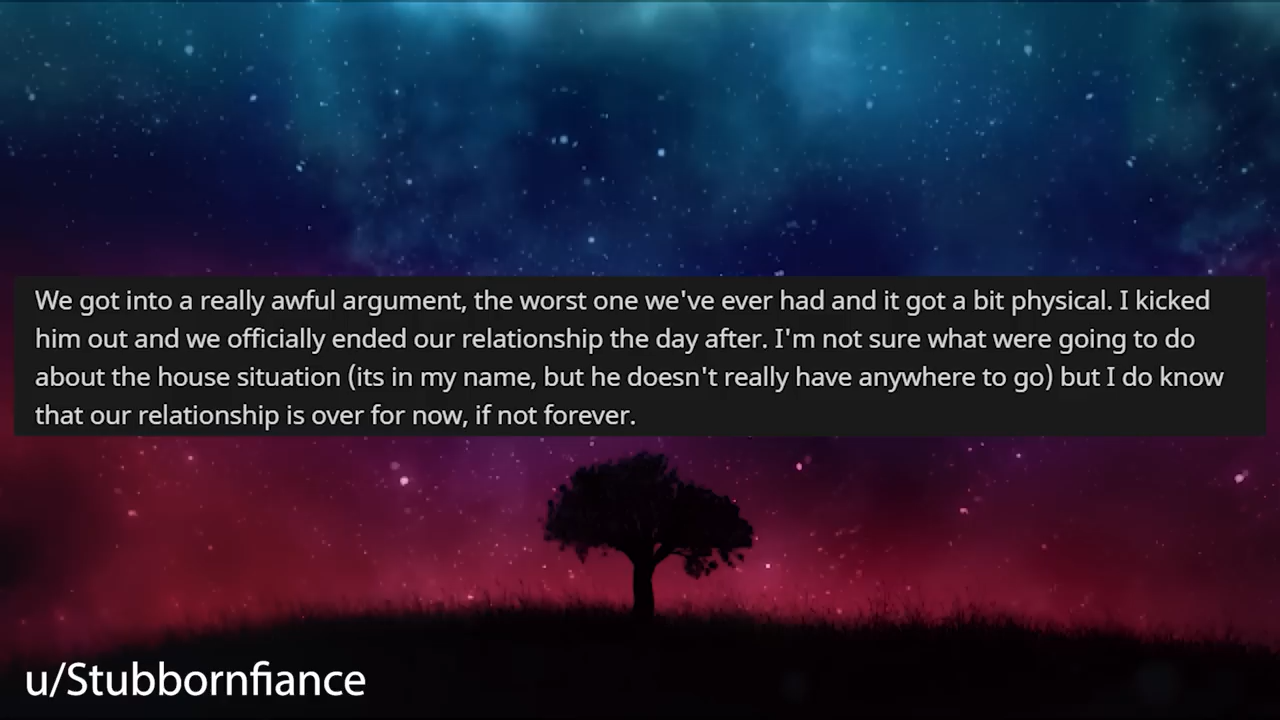 We got into a really awful argument, the worst one we've ever had and it got a bit physical. I kicked
him out and we officially ended our relationship the day after. I'm not sure what were going to do
about the house situation (its in my name, but he doesn't really have anywhere to go) but I do know
that our relationship is over for now, if not forever.
u/Stubbornfiance